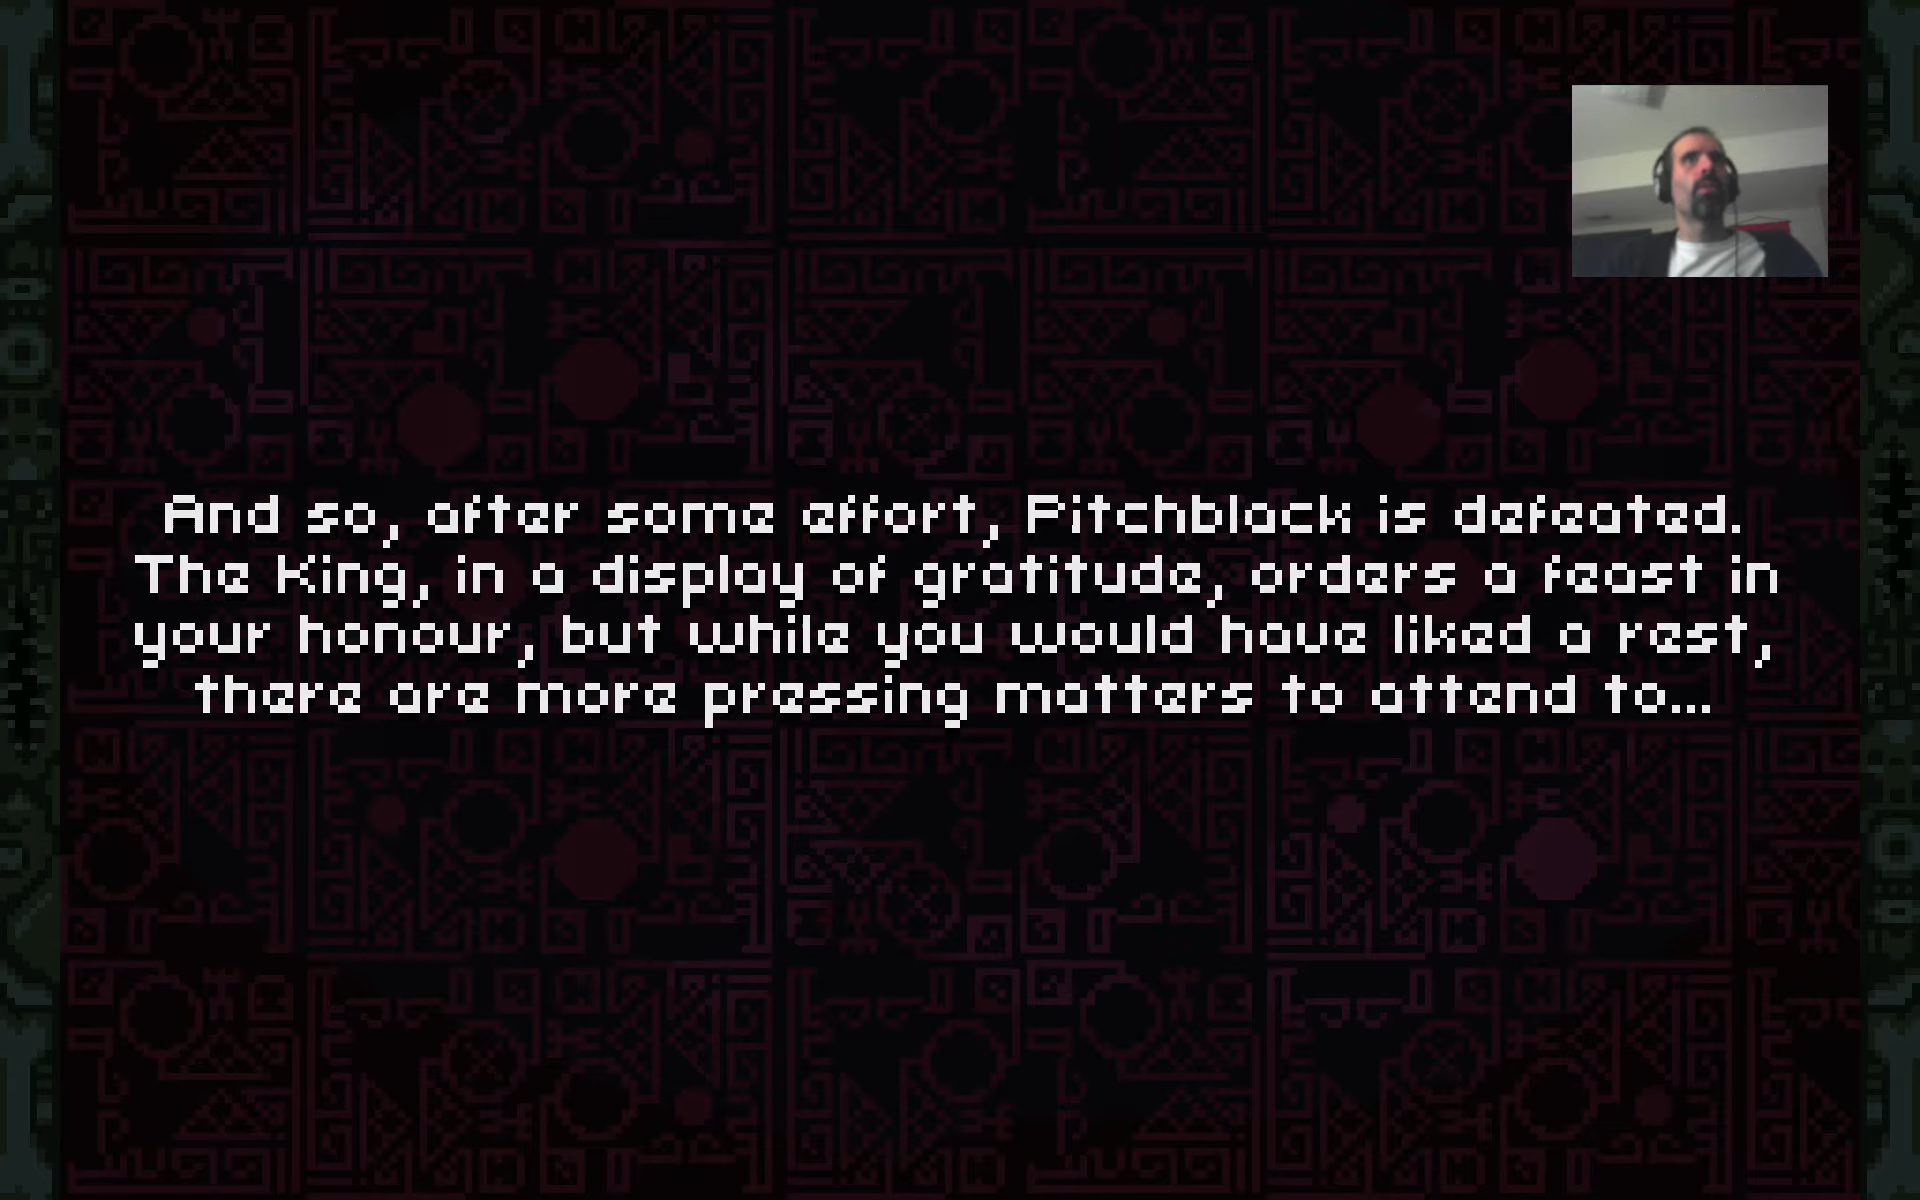 And so, after some effort, Pitchblack is defeated.
The King, in a display of gratitude, orders a feast in
your honour, but while you would have liked a rest,
there are more pressing matters to attend to...